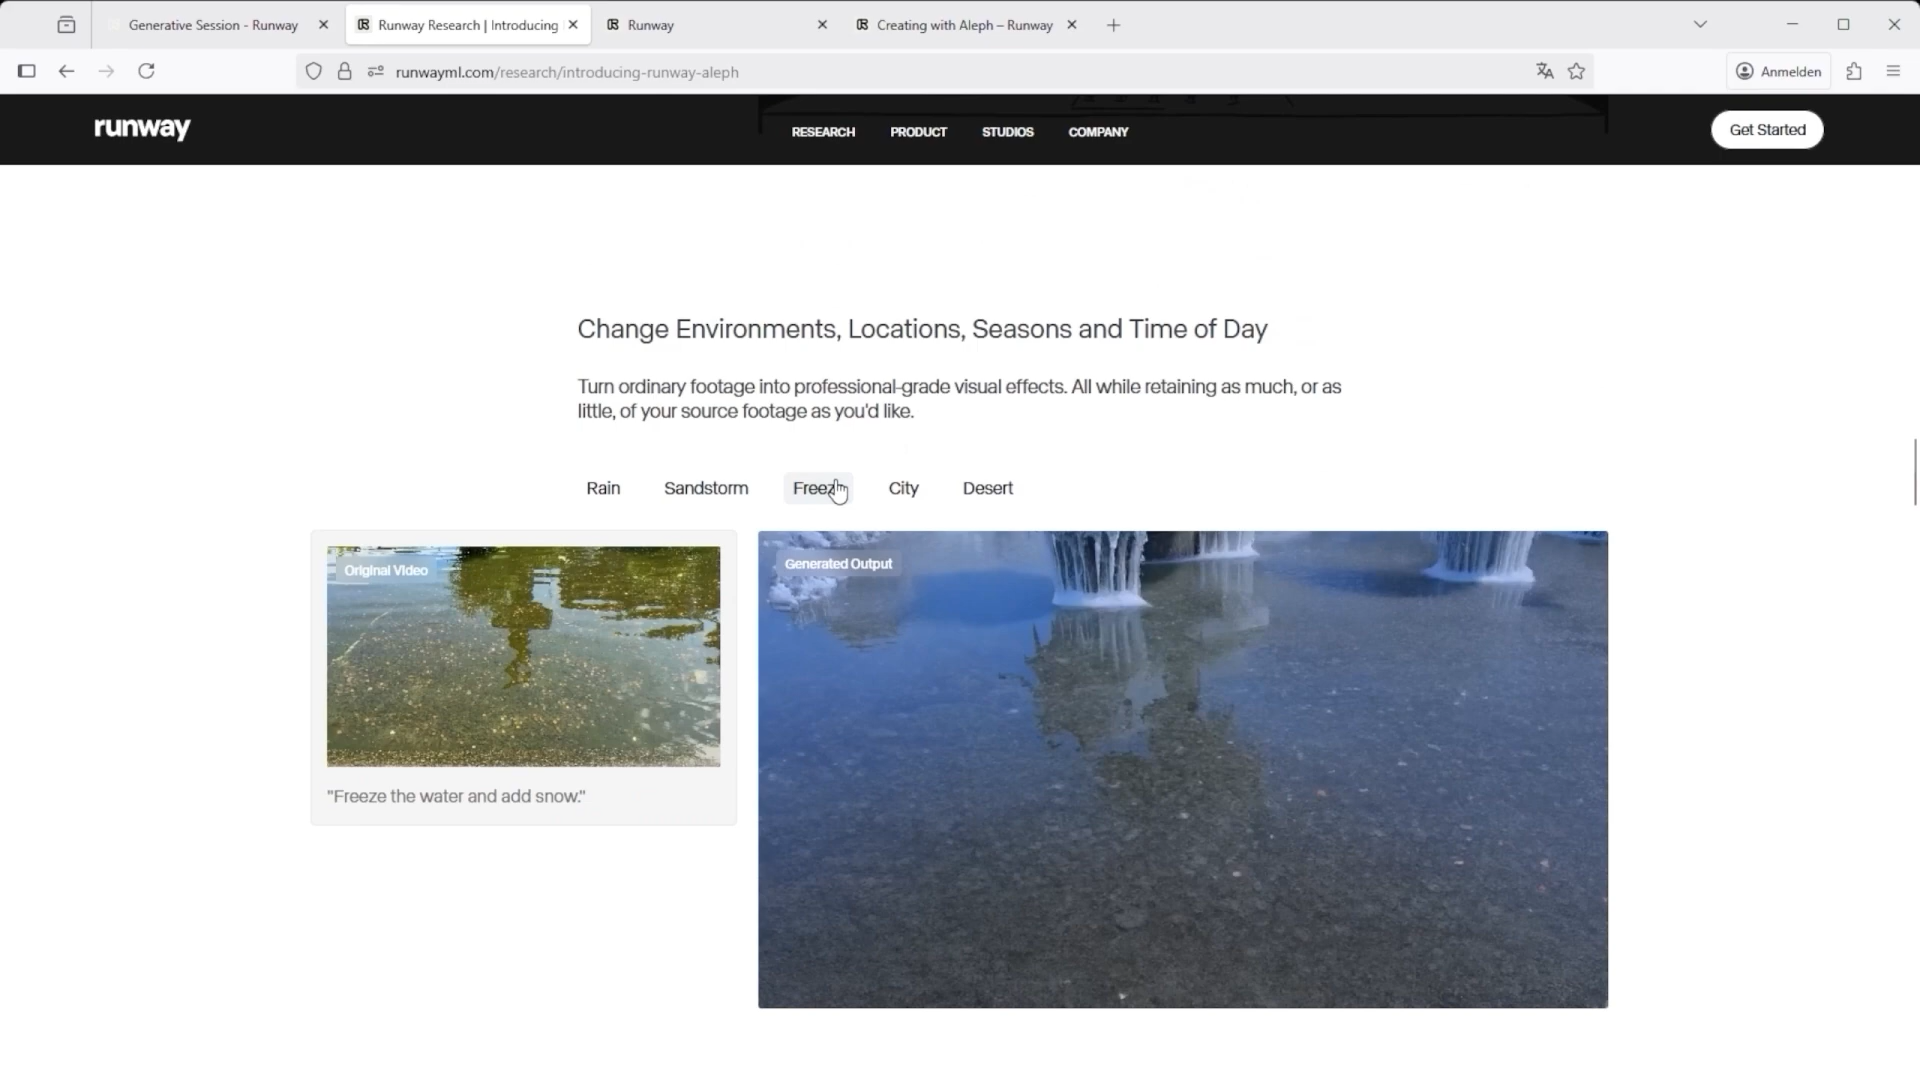 Generative Session - Runway
Runway Research | Introducing
Runway
Creating with Aleph – Runway
runwayml.com/research/introducing-runway-aleph
Anmelden
runway
RESEARCH
PRODUCT
STUDIOS
COMPANY
Get Started
Change Environments, Locations, Seasons and Time of Day
Turn ordinary footage into professional-grade visual effects. All while retaining as much, or as
little, of your source footage as you'd like.
Rain
Sandstorm
Freeze
City
Desert
Original Video
Generated Output
"Freeze the water and add snow."